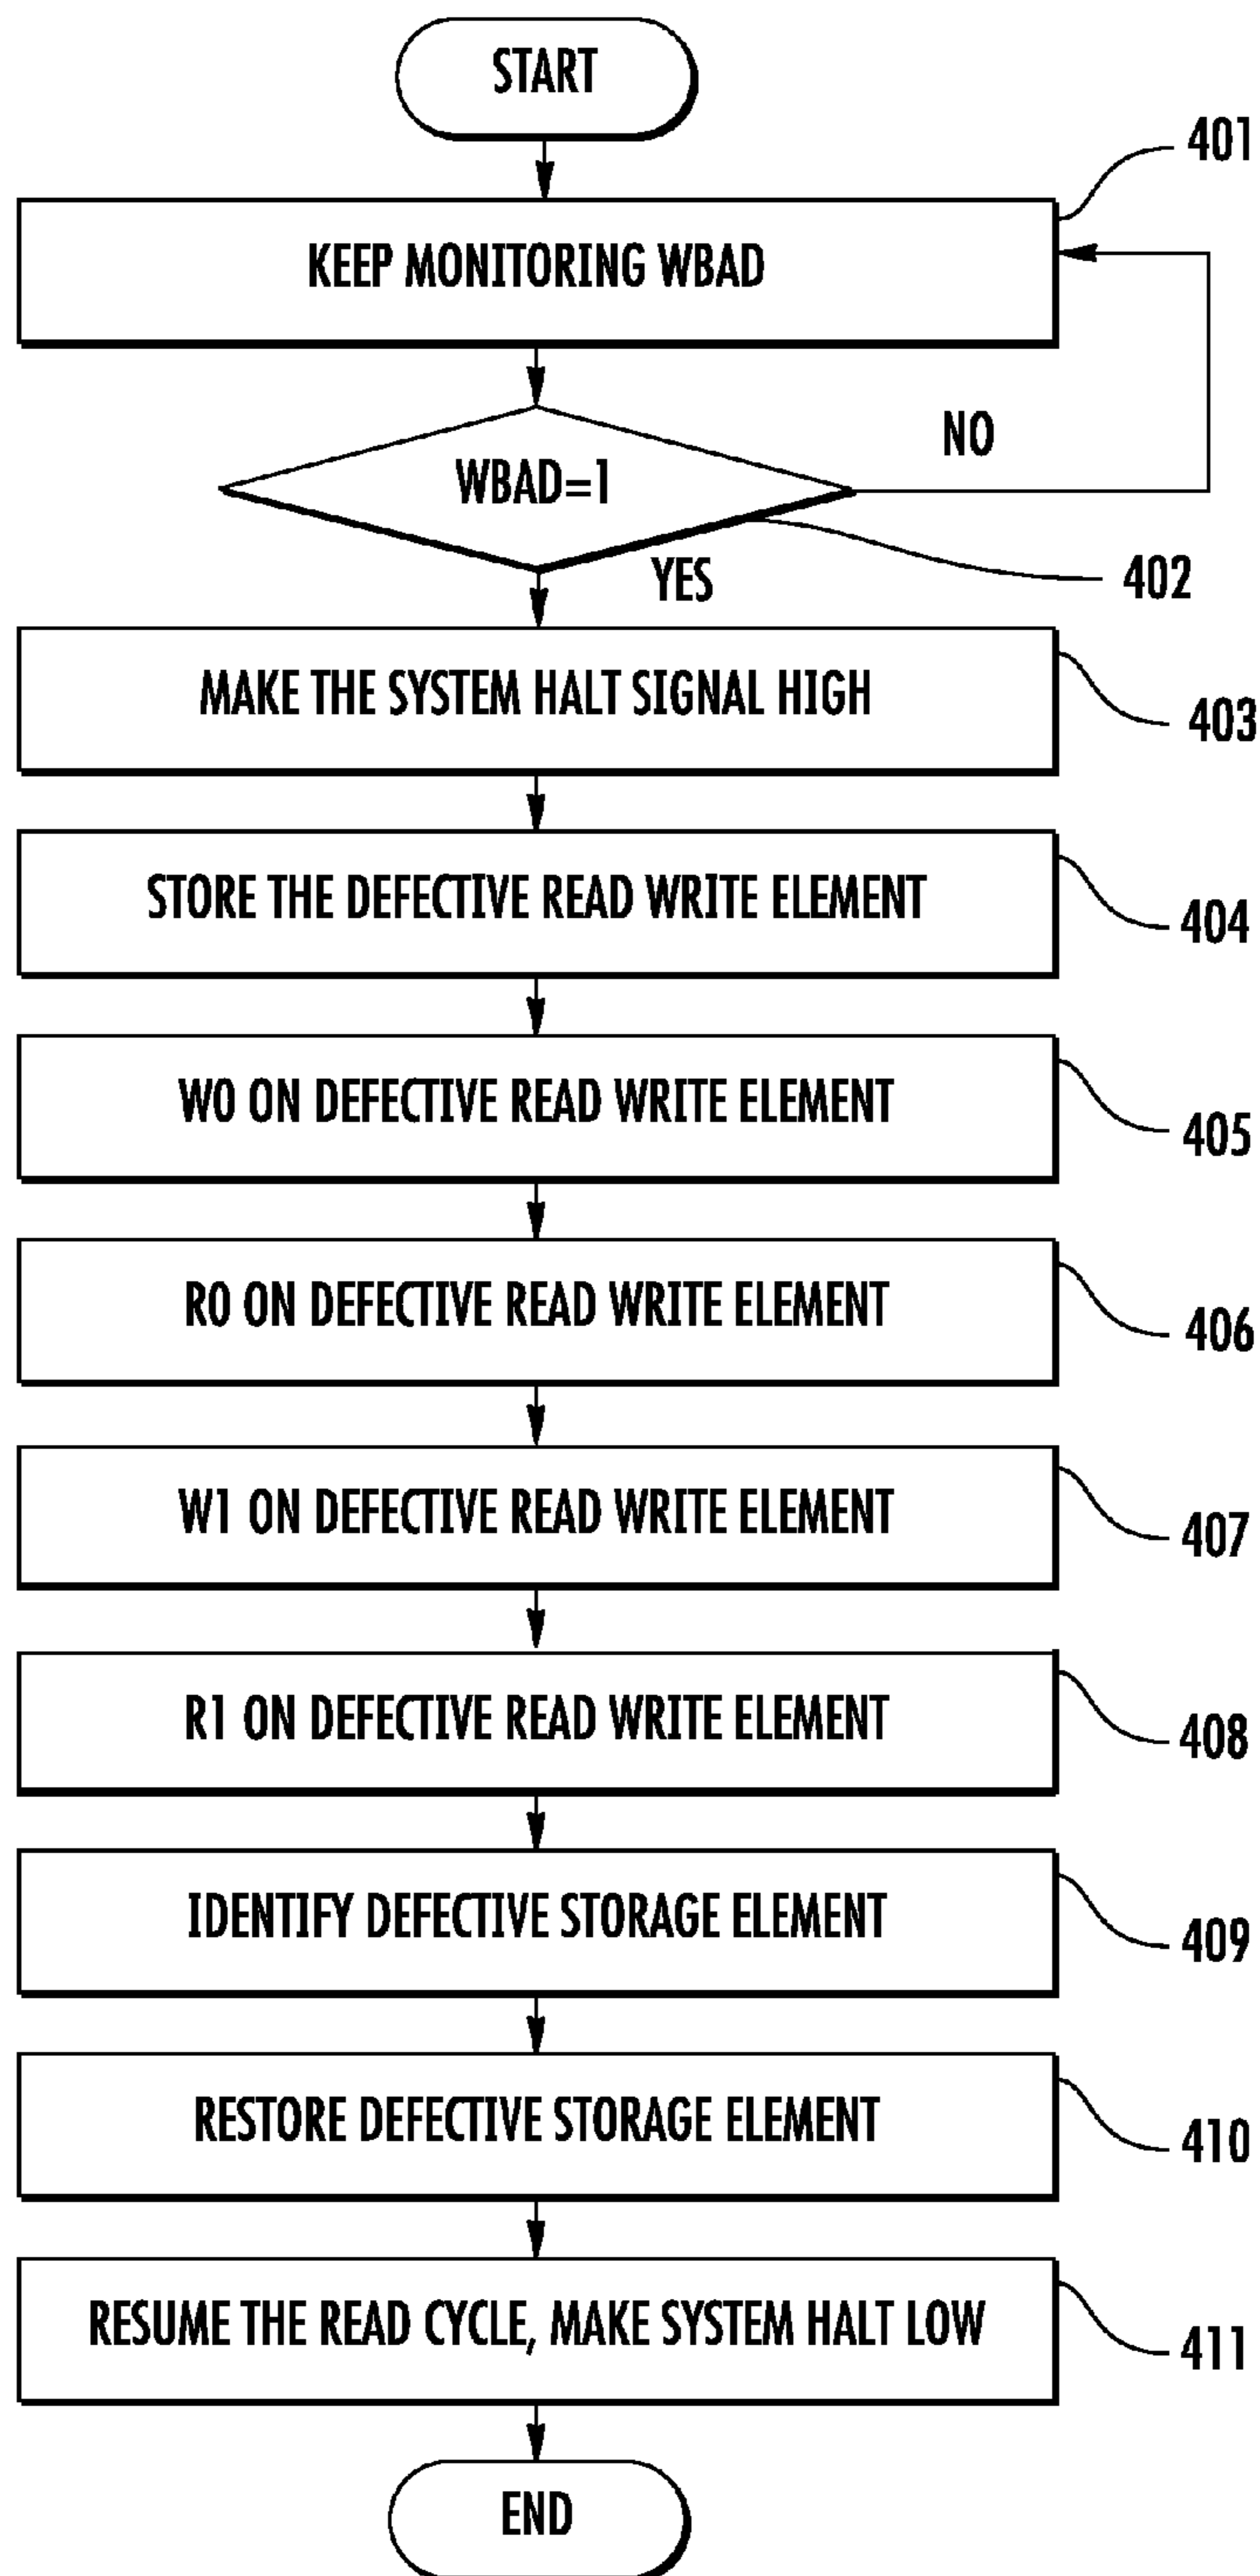 START
401
KEEP MONITORING WBAD
NO
WBAD=1
YES
402
MAKE THE SYSTEM HALT SIGNAL HIGH
403
STORE THE DEFECTIVE READ WRITE ELEMENT
404
W0 ON DEFECTIVE READ WRITE ELEMENT
405
R0 ON DEFECTIVE READ WRITE ELEMENT
406
W1 ON DEFECTIVE READ WRITE ELEMENT
407
R1 ON DEFECTIVE READ WRITE ELEMENT
408
IDENTIFY DEFECTIVE STORAGE ELEMENT
409
RESTORE DEFECTIVE STORAGE ELEMENT
410
RESUME THE READ CYCLE, MAKE SYSTEM HALT LOW
411
END